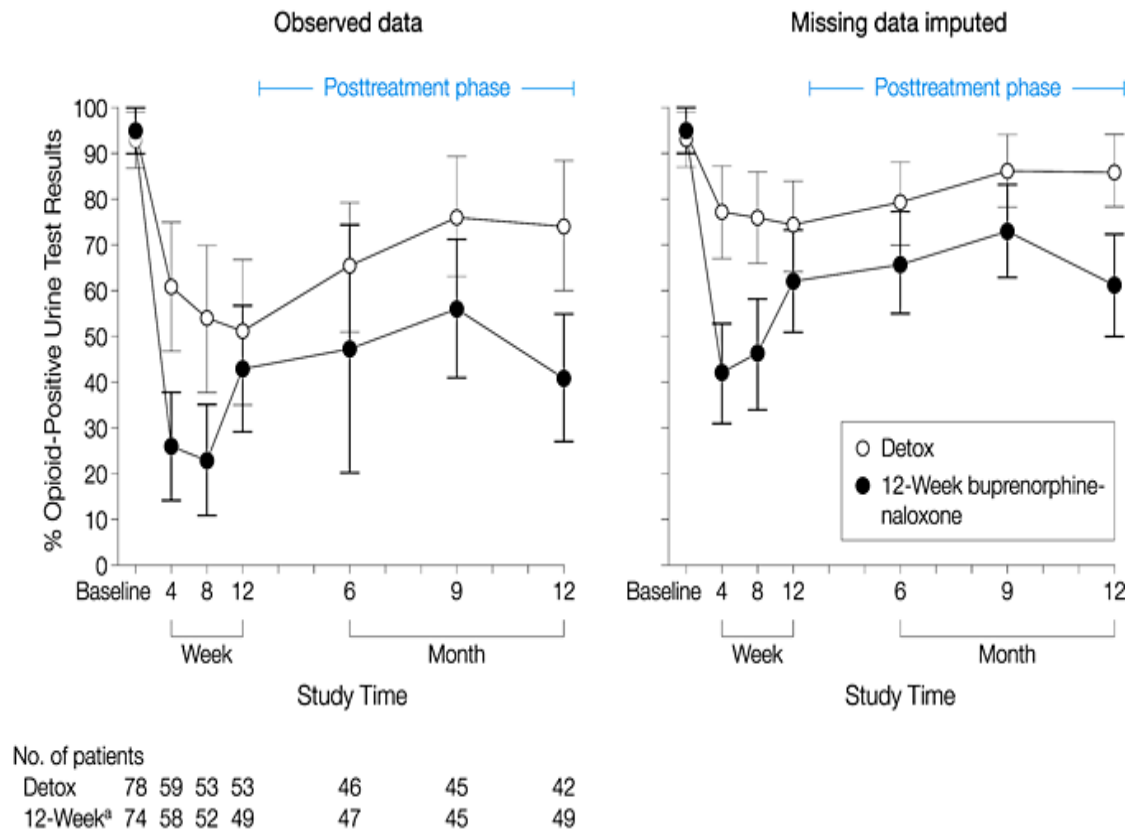 Observed data
Missing data imputed
Posttreatment phase
Posttreatment phase
% Opioid-Positive Urine Test Results
100
90
80
70
60
50
40
30
20
10
0
Baseline 4 8 12 6 9 12
Week Month
Study Time
Detox
12-Week buprenorphine-
naloxone
Baseline 4 8 12 6 9 12
Week Month
Study Time
No. of patients
Detox 78 59 53 53 46 45 42
12-Weekª 74 58 52 49 47 45 49